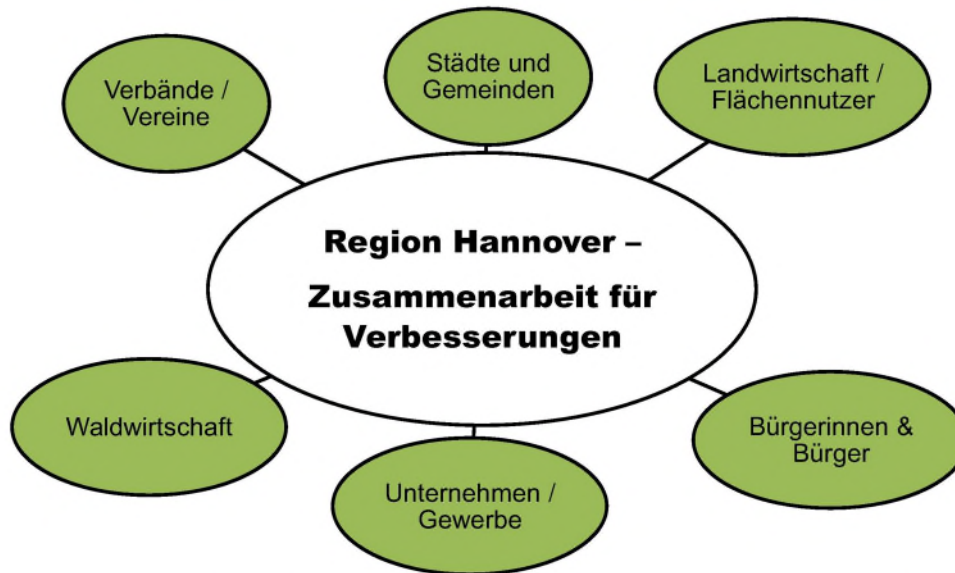 Verbände /
Vereine
Städte und
Gemeinden
Landwirtschaft /
Flächennutzer
Region Hannover –
Zusammenarbeit für
Verbesserungen
Waldwirtschaft
Unternehmen /
Gewerbe
Bürgerinnen &
Bürger